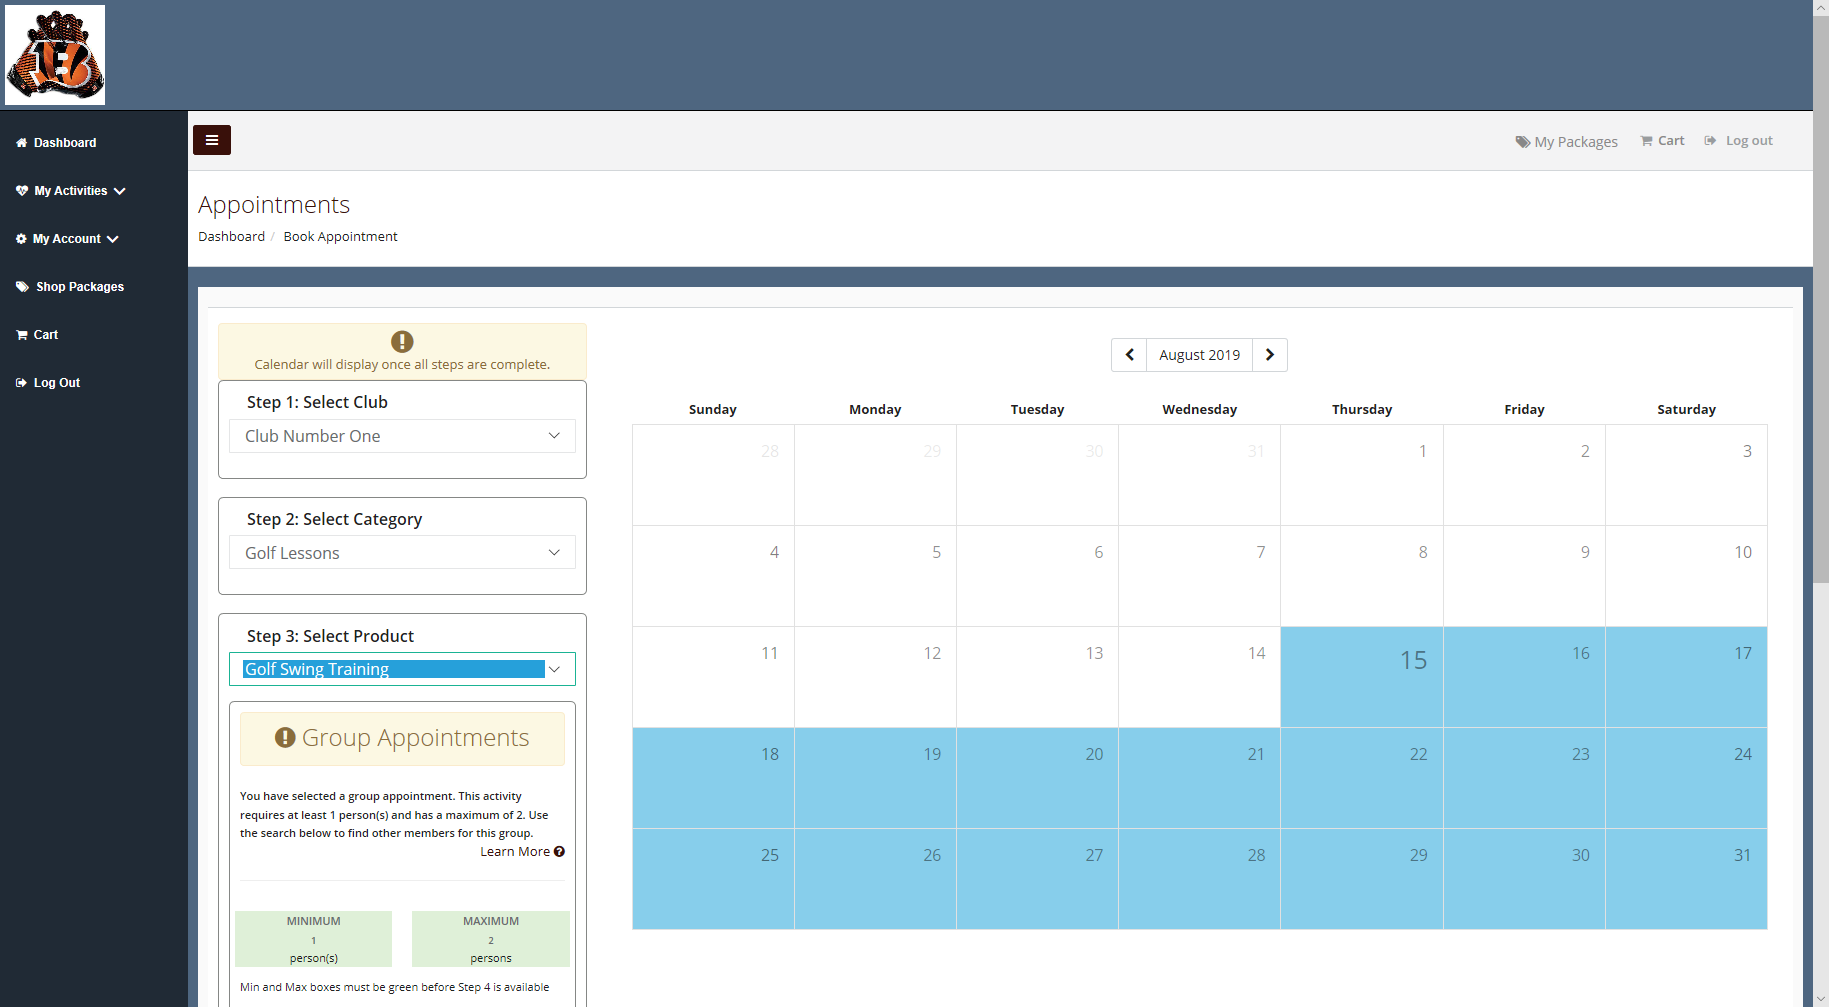 Dashboard
My Activities
My Account
Shop Packages
Cart
Log Out
My Packages
Cart
Log out
Appointments
Dashboard / Book Appointment
Calendar will display once all steps are complete.
Step 1: Select Club
Club Number One
Step 2: Select Category
Golf Lessons
Step 3: Select Product
Golf Swing Training
Group Appointments
You have selected a group appointment. This activity
requires at least 1 person(s) and has a maximum of 2. Use
the search below to find other members for this group.
Learn More
MINIMUM
1
person(s)
MAXIMUM
2
persons
Min and Max boxes must be green before Step 4 is available
August 2019
Sunday Monday Tuesday Wednesday Thursday Friday Saturday
28 29 30 31 1 2 3
4 5 6 7 8 9 10
11 12 13 14 15 16 17
18 19 20 21 22 23 24
25 26 27 28 29 30 31